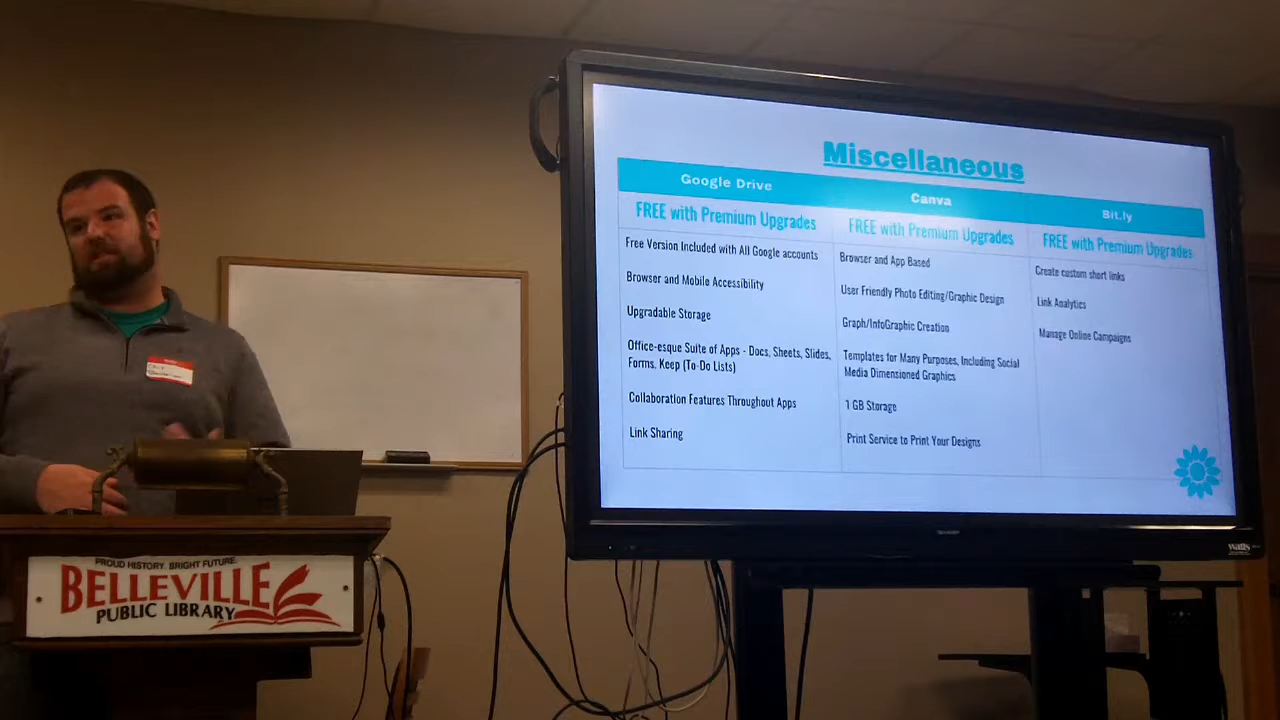 Miscellaneous
Google Drive
Canva
Bit.ly
FREE with Premium Upgrades
FREE with Premium Upgrades
FREE with Premium Upgrades
Free Version Included with All Google accounts
Browser and Mobile Accessibility
Upgradable Storage
Office-esque Suite of Apps - Docs, Sheets, Slides,
Forms, Keep (To-Do Lists)
Collaboration Features Throughout Apps
Link Sharing
Browser and App Based
User Friendly Photo Editing/Graphic Design
Graph/InfoGraphic Creation
Templates for Many Purposes, Including Social
Media Dimensioned Graphics
1 GB Storage
Print Service to Print Your Designs
Create custom short links
Link Analytics
Manage Online Campaigns
SHARP
watts
PROUD HISTORY. BRIGHT FUTURE.
BELLEVILLE
PUBLIC LIBRARY